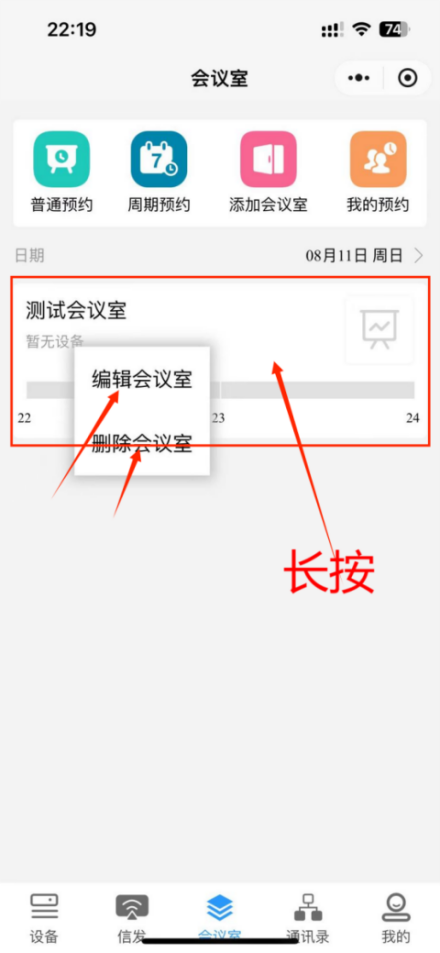 22:19
74
会议室
7
普通预约
周期预约
添加会议室
我的预约
日期
08月11日 周日
测试会议室
暂无设备
编辑会议室
22
23
24
删除会议室
长按
设备
信发
会议室
通讯录
我的